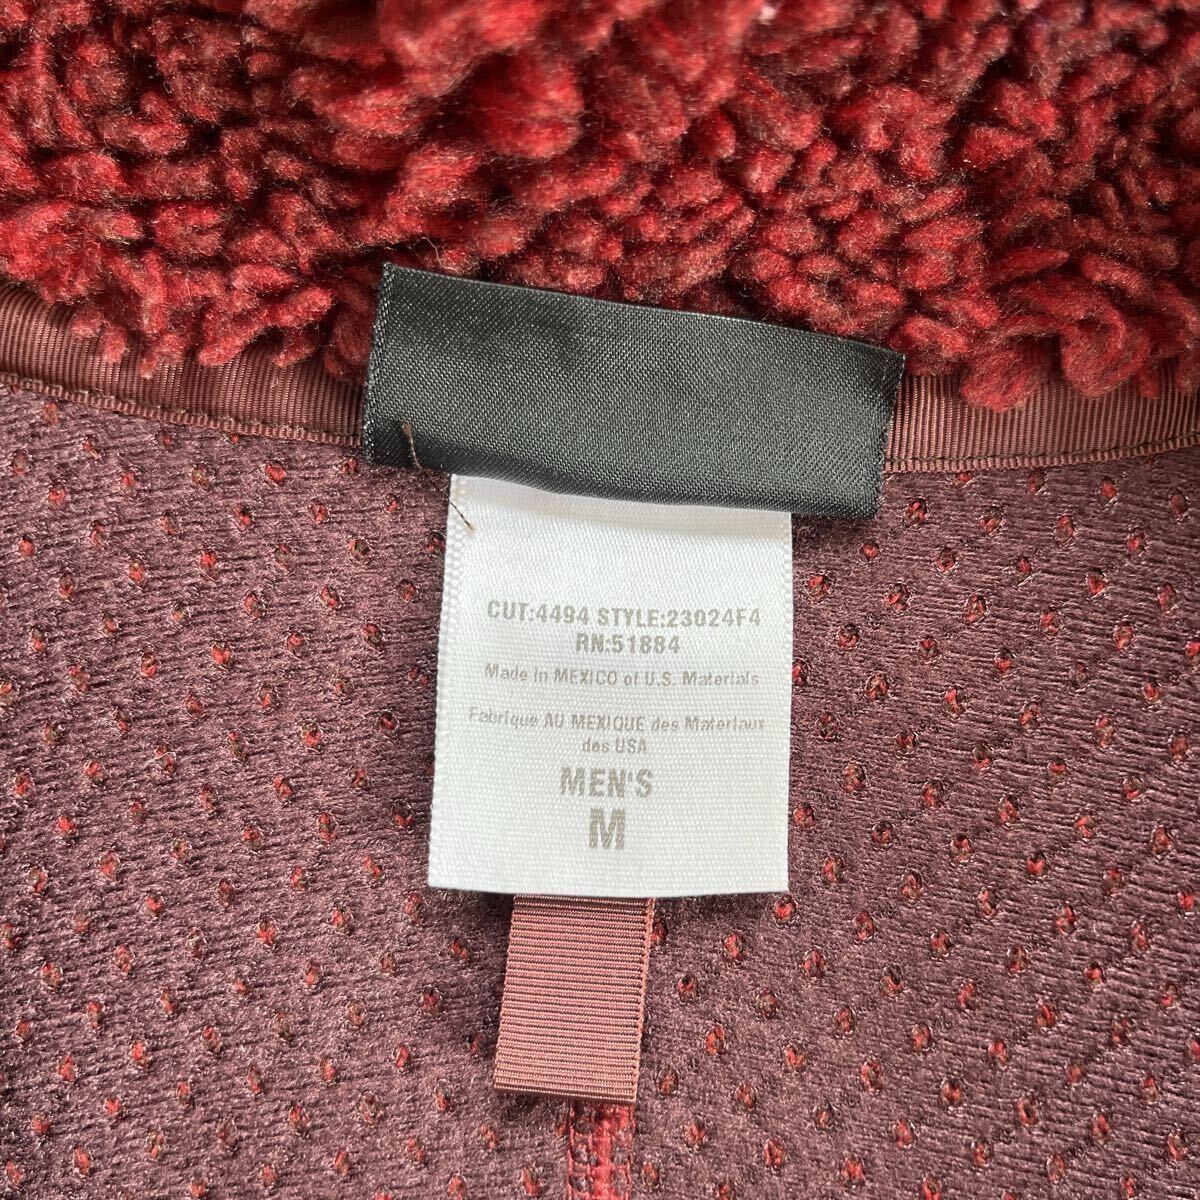 CUT:4494 STYLE:23024F4
RN:51884
Made in MEXICO of U.S. Materials
Fabrique AU MEXIQUE des Materiaux
des USA
MEN'S
M